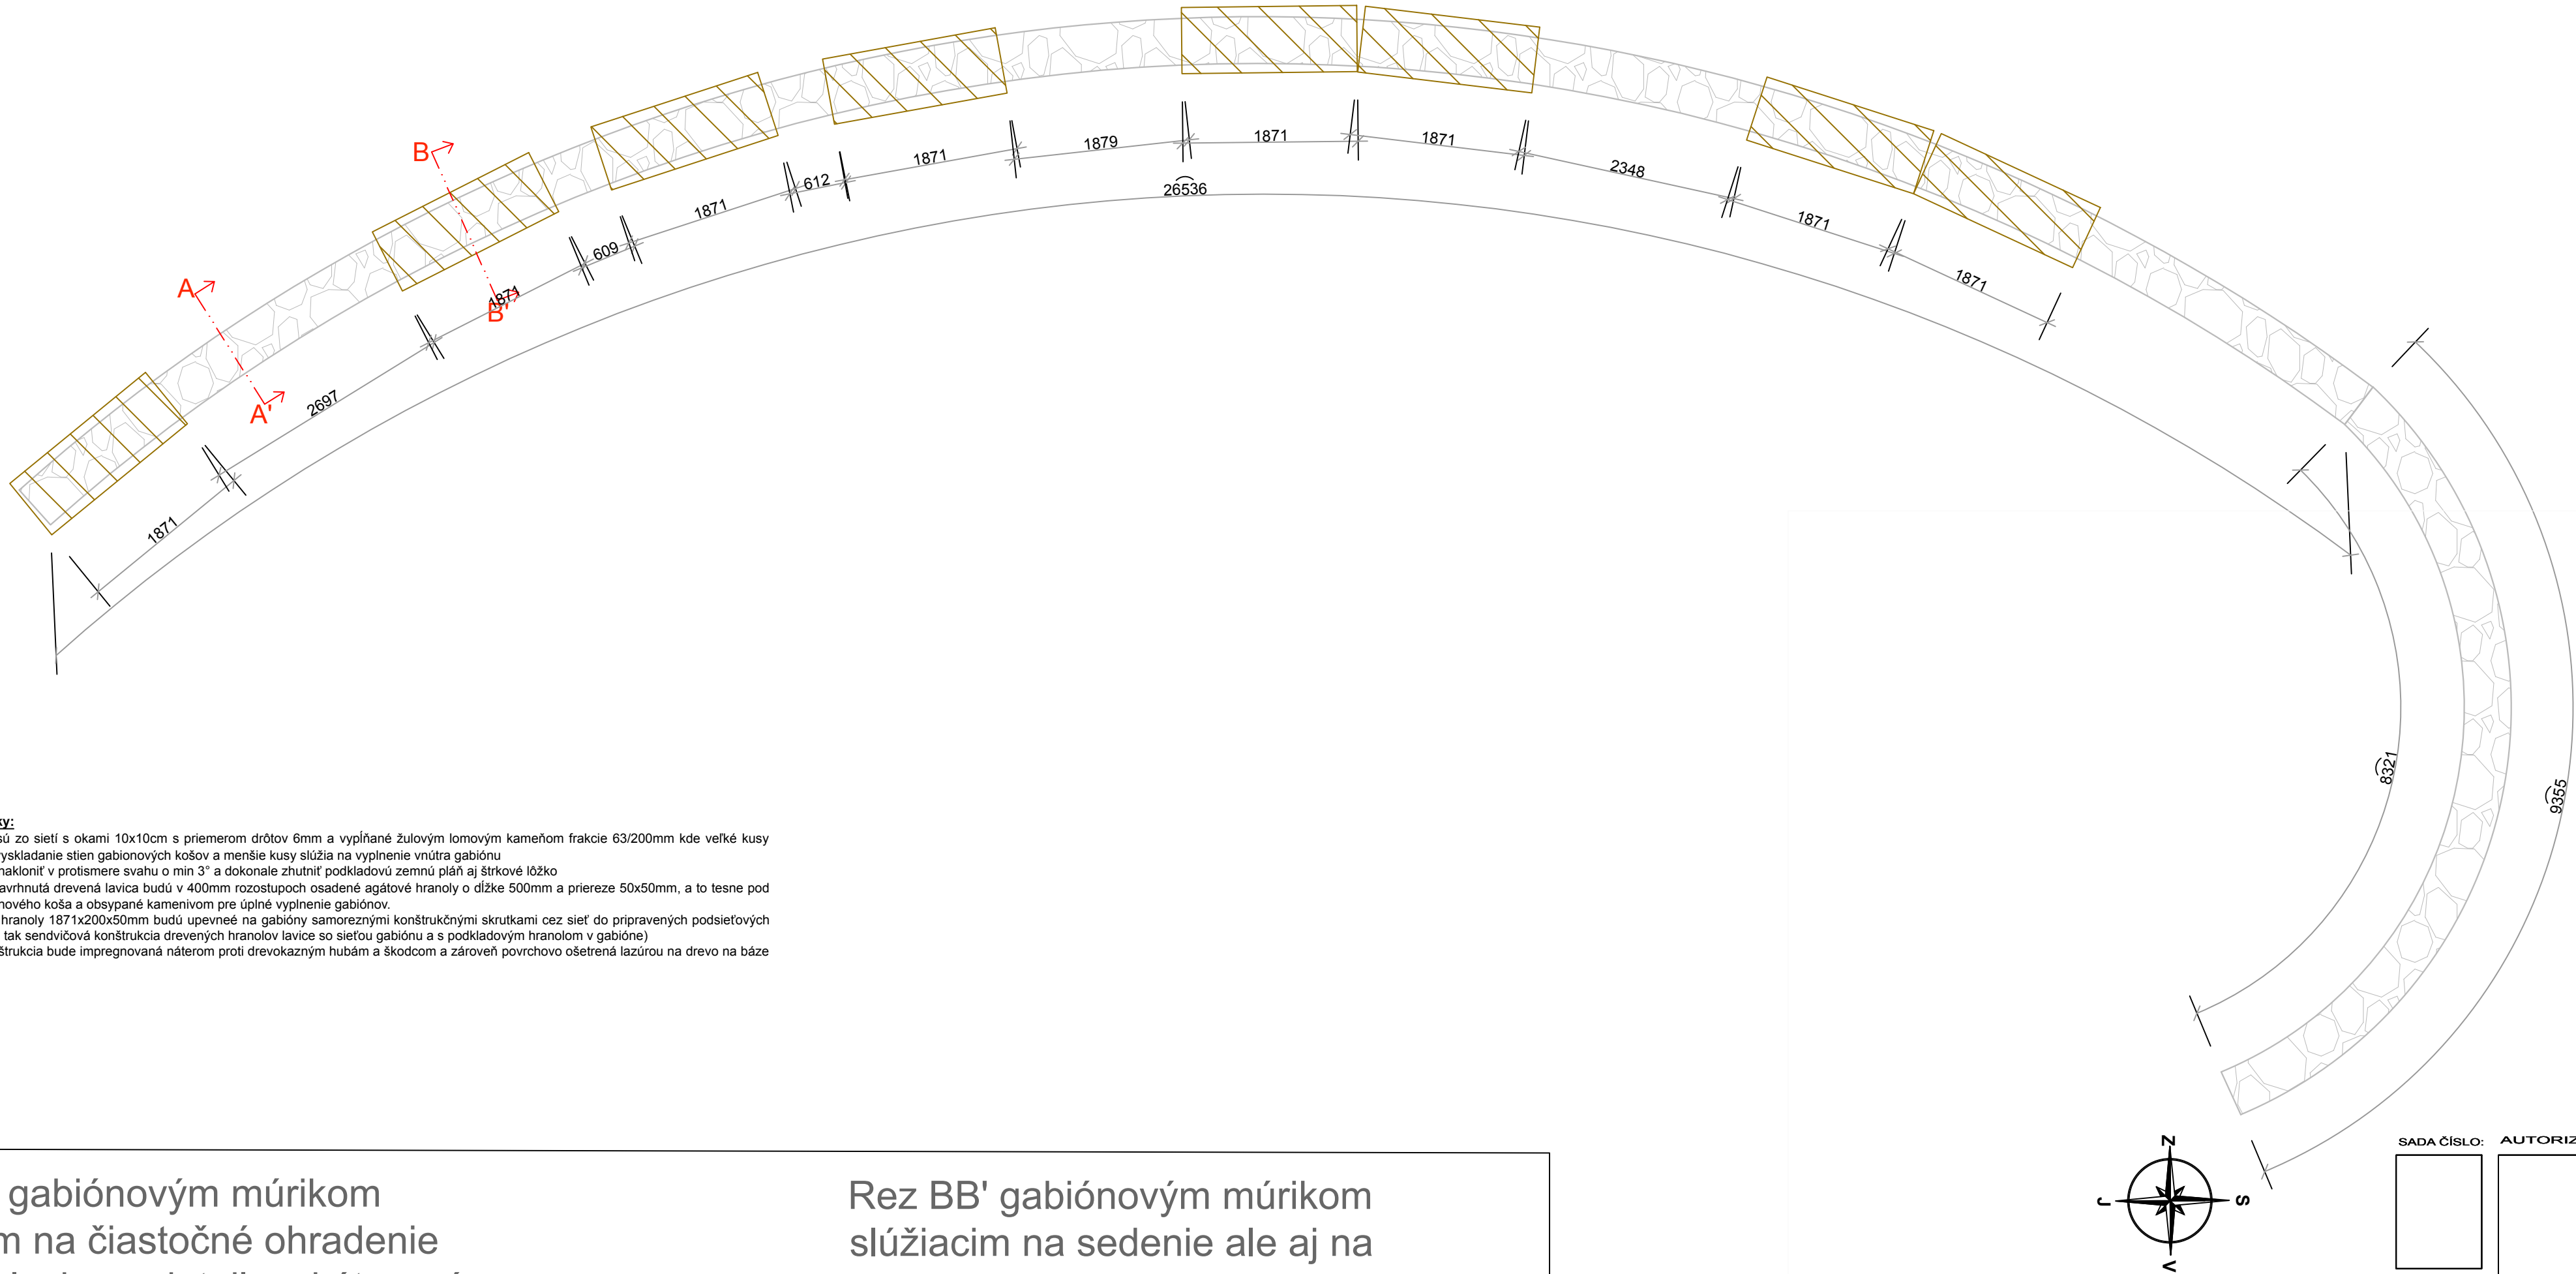 B
1871
1879
1871
1871
26536
612
2348
1871
1871
609
1871
A
1871
B'
A'
2697
1871
8321
9355
ky:
sú zo sietí s okami 10x10cm s priemerom drôtov 6mm a vypĺňané žulovým lomovým kameňom frakcie 63/200mm kde veľké kusy
vyskladanie stien gabionových košov a menšie kusy slúžia na vyplnenie vnútra gabiónu
nakloniť v protismere svahu o min 3° a dokonale zhutniť podkladovú zemnú pláň aj štrkové lôžko
avrhnutá drevená lavica budú v 400mm rozostupoch osadené agátové hranoly o dĺžke 500mm a priereze 50x50mm, a to tesne pod
nového koša a obsypané kamenivom pre úplné vyplnenie gabiónov.
hranoly 1871x200x50mm budú upevneé na gabióny samoreznými konštrukčnými skrutkami cez sieť do pripravených podsieťových
tak sendvičová konštrukcia drevených hranolov lavice so sieťou gabiónu a s podkladovým hranolom v gabióne)
štrukcia bude impregnovaná náterom proti drevokazným hubám a škodcom a zároveň povrchovo ošetrená lazúrou na drevo na báze
gabiónovým múrikom
m na čiastočné ohradenie
Rez BB' gabiónovým múrikom
slúžiacim na sedenie ale aj na
Z
J
S
V
SADA ČÍSLO:
AUTORIZ